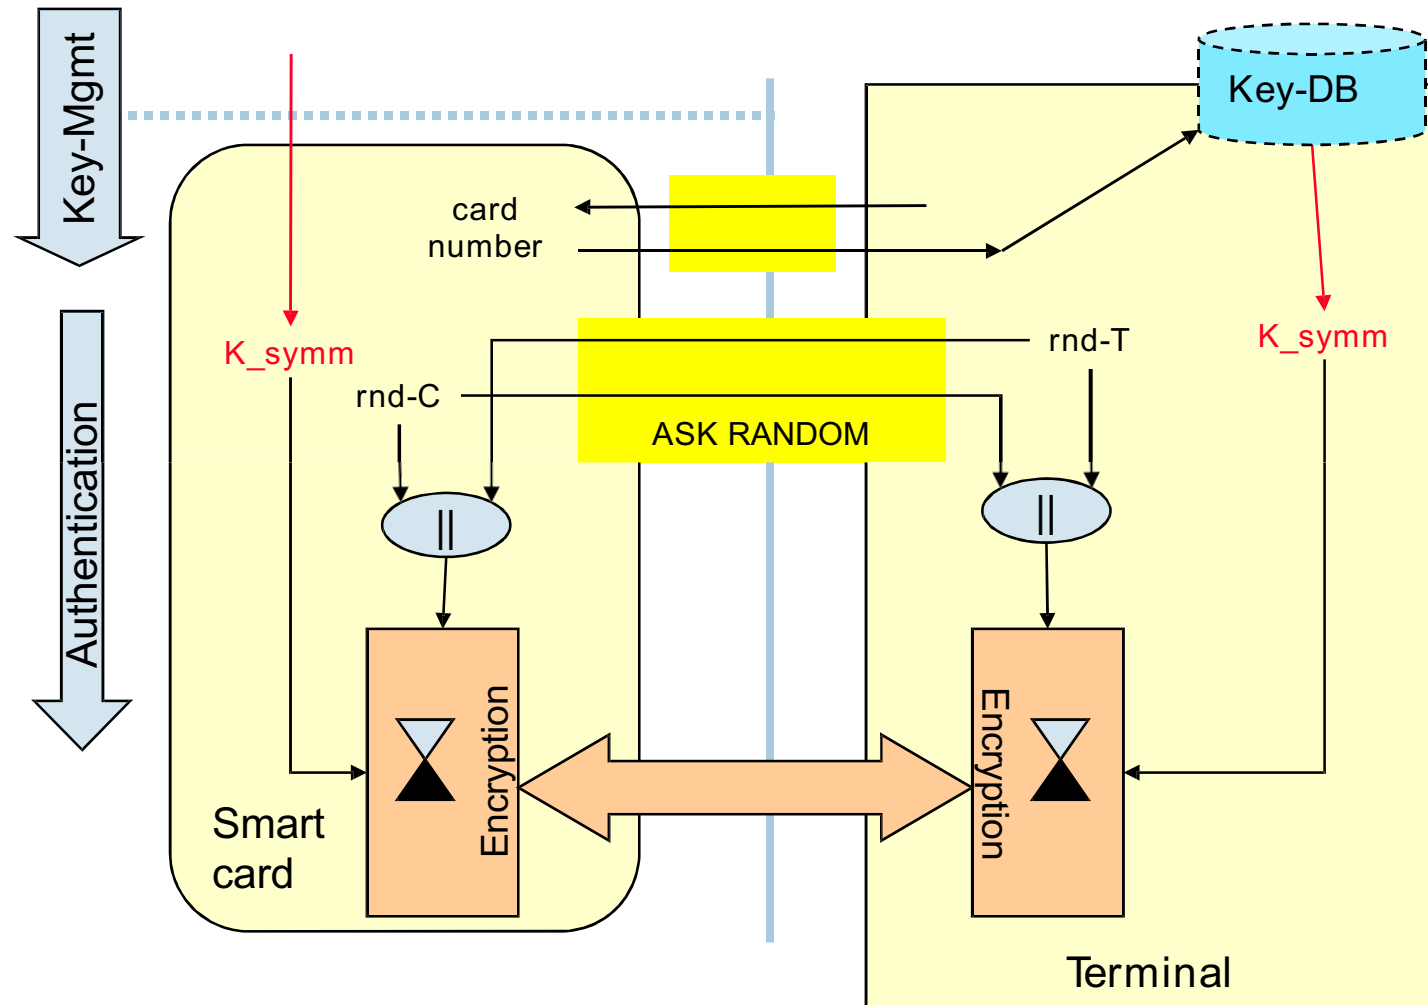 Key-Mgmt
Key-DB
card
number
K_symm
rnd-T
K_symm
rnd-C
ASK RANDOM
||
||
Authentication
Encryption
Encryption
Smart
card
Terminal